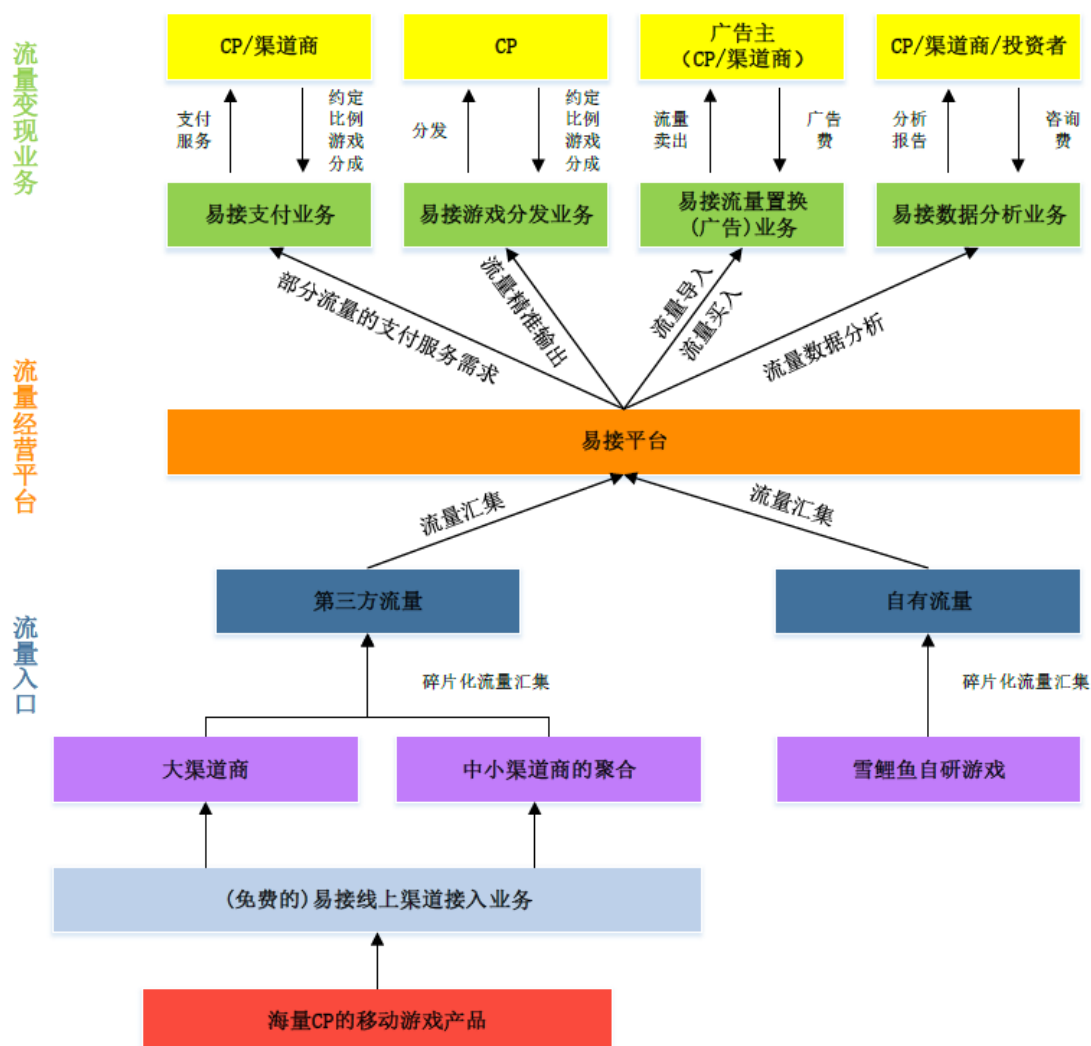 流量变现业务
CP/渠道商
CP
广告主
（CP/渠道商）
CP/渠道商/投资者
支付
服务
约定
比例
游戏
分成
分发
约定
比例
游戏
分成
流量
卖出
广告
费
分析
报告
咨询
费
易接支付业务
易接游戏分发业务
易接流量置换
(广告)业务
易接数据分析业务
部分流量的支付服务需求
流量精准输出
流量导入
流量买入
流量数据分析
流量经营平台
易接平台
流量汇集
流量汇集
流量入口
第三方流量
自有流量
碎片化流量汇集
碎片化流量汇集
大渠道商
中小渠道商的聚合
雪鲤鱼自研游戏
(免费的)易接线上渠道接入业务
海量CP的移动游戏产品